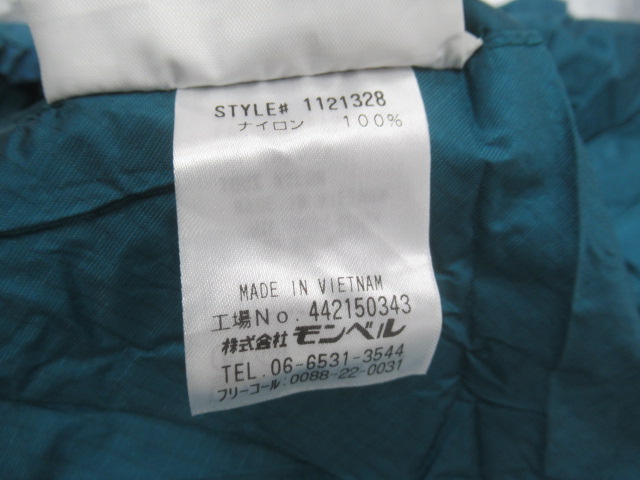 STYLE# 1121328
ナイロン 100%
MADE IN VIETNAM
工場No. 442150343
株式会社 モンベル
TEL. 06-6531-3544
フリーコール:0088-22-0031